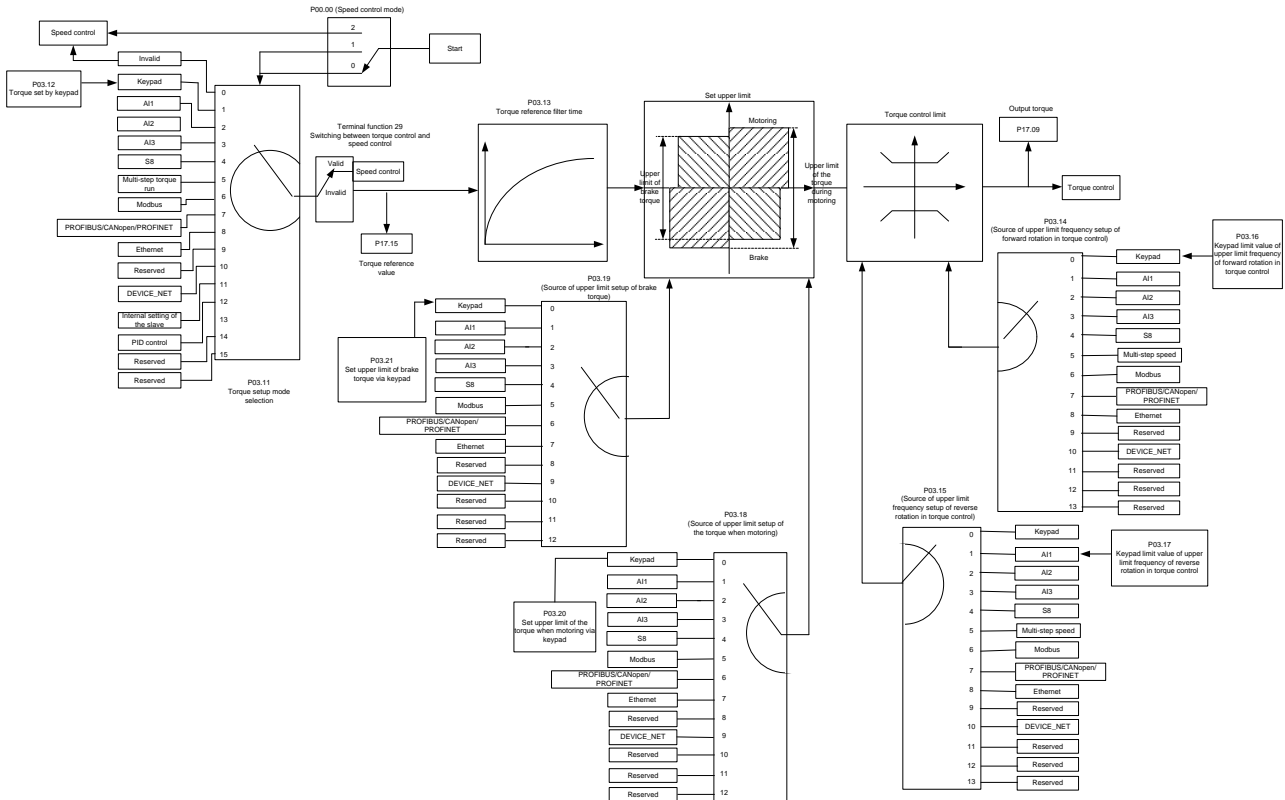 P00.00 (Speed control mode)
2
1
0
Start
Speed control
Invalid
P03.12
Torque set by keypad
Keypad
AI1
AI2
AI3
S8
Multi-step torque
run
Modbus
PROFIBUS/CANopen/PROFINET
Ethernet
Reserved
DEVICE_NET
Internal setting of
the slave
PID control
Reserved
Reserved
0
1
2
3
4
5
6
7
8
9
10
11
12
13
14
15
P03.11
Torque setup mode
selection
Terminal function 29
Switching between torque control and
speed control
Valid
Speed control
Invalid
P17.15
Torque reference
value
P03.13
Torque reference filter time
Set upper limit
Motoring
Upper
limit of
brake
torque
Upper limit
of the
torque
during
motoring
Brake
Torque control limit
Output torque
P17.09
Torque control
P03.14
(Source of upper limit frequency setup of
forward rotation in torque control)
0
1
2
3
4
5
6
7
8
9
10
11
12
13
Keypad
AI1
AI2
AI3
S8
Multi-step speed
Modbus
PROFIBUS/CANopen/
PROFINET
Ethernet
Reserved
DEVICE_NET
Reserved
Reserved
Reserved
P03.16
Keypad limit value of
upper limit frequency
of forward rotation in
torque control
P03.19
(Source of upper limit setup of brake
torque)
P03.21
Set upper limit of brake
torque via keypad
Keypad
AI1
AI2
AI3
S8
Modbus
PROFIBUS/CANopen/
PROFINET
Ethernet
Reserved
DEVICE_NET
Reserved
Reserved
Reserved
0
1
2
3
4
5
6
7
8
9
10
11
12
P03.18
(Source of upper limit setup of
the torque when motoring)
P03.20
Set upper limit of the
torque when motoring via
keypad
Keypad
AI1
AI2
AI3
S8
Modbus
PROFIBUS/CANopen/
PROFINET
Ethernet
Reserved
DEVICE_NET
Reserved
Reserved
Reserved
0
1
2
3
4
5
6
7
8
9
10
11
12
P03.15
(Source of upper limit
frequency setup of reverse
rotation in torque control)
0
1
2
3
4
5
6
7
8
9
10
11
12
13
Keypad
AI1
AI2
AI3
S8
Multi-step speed
Modbus
PROFIBUS/CANopen/
PROFINET
Ethernet
Reserved
DEVICE_NET
Reserved
Reserved
Reserved
P03.17
Keypad limit value of upper
limit frequency of reverse
rotation in torque control